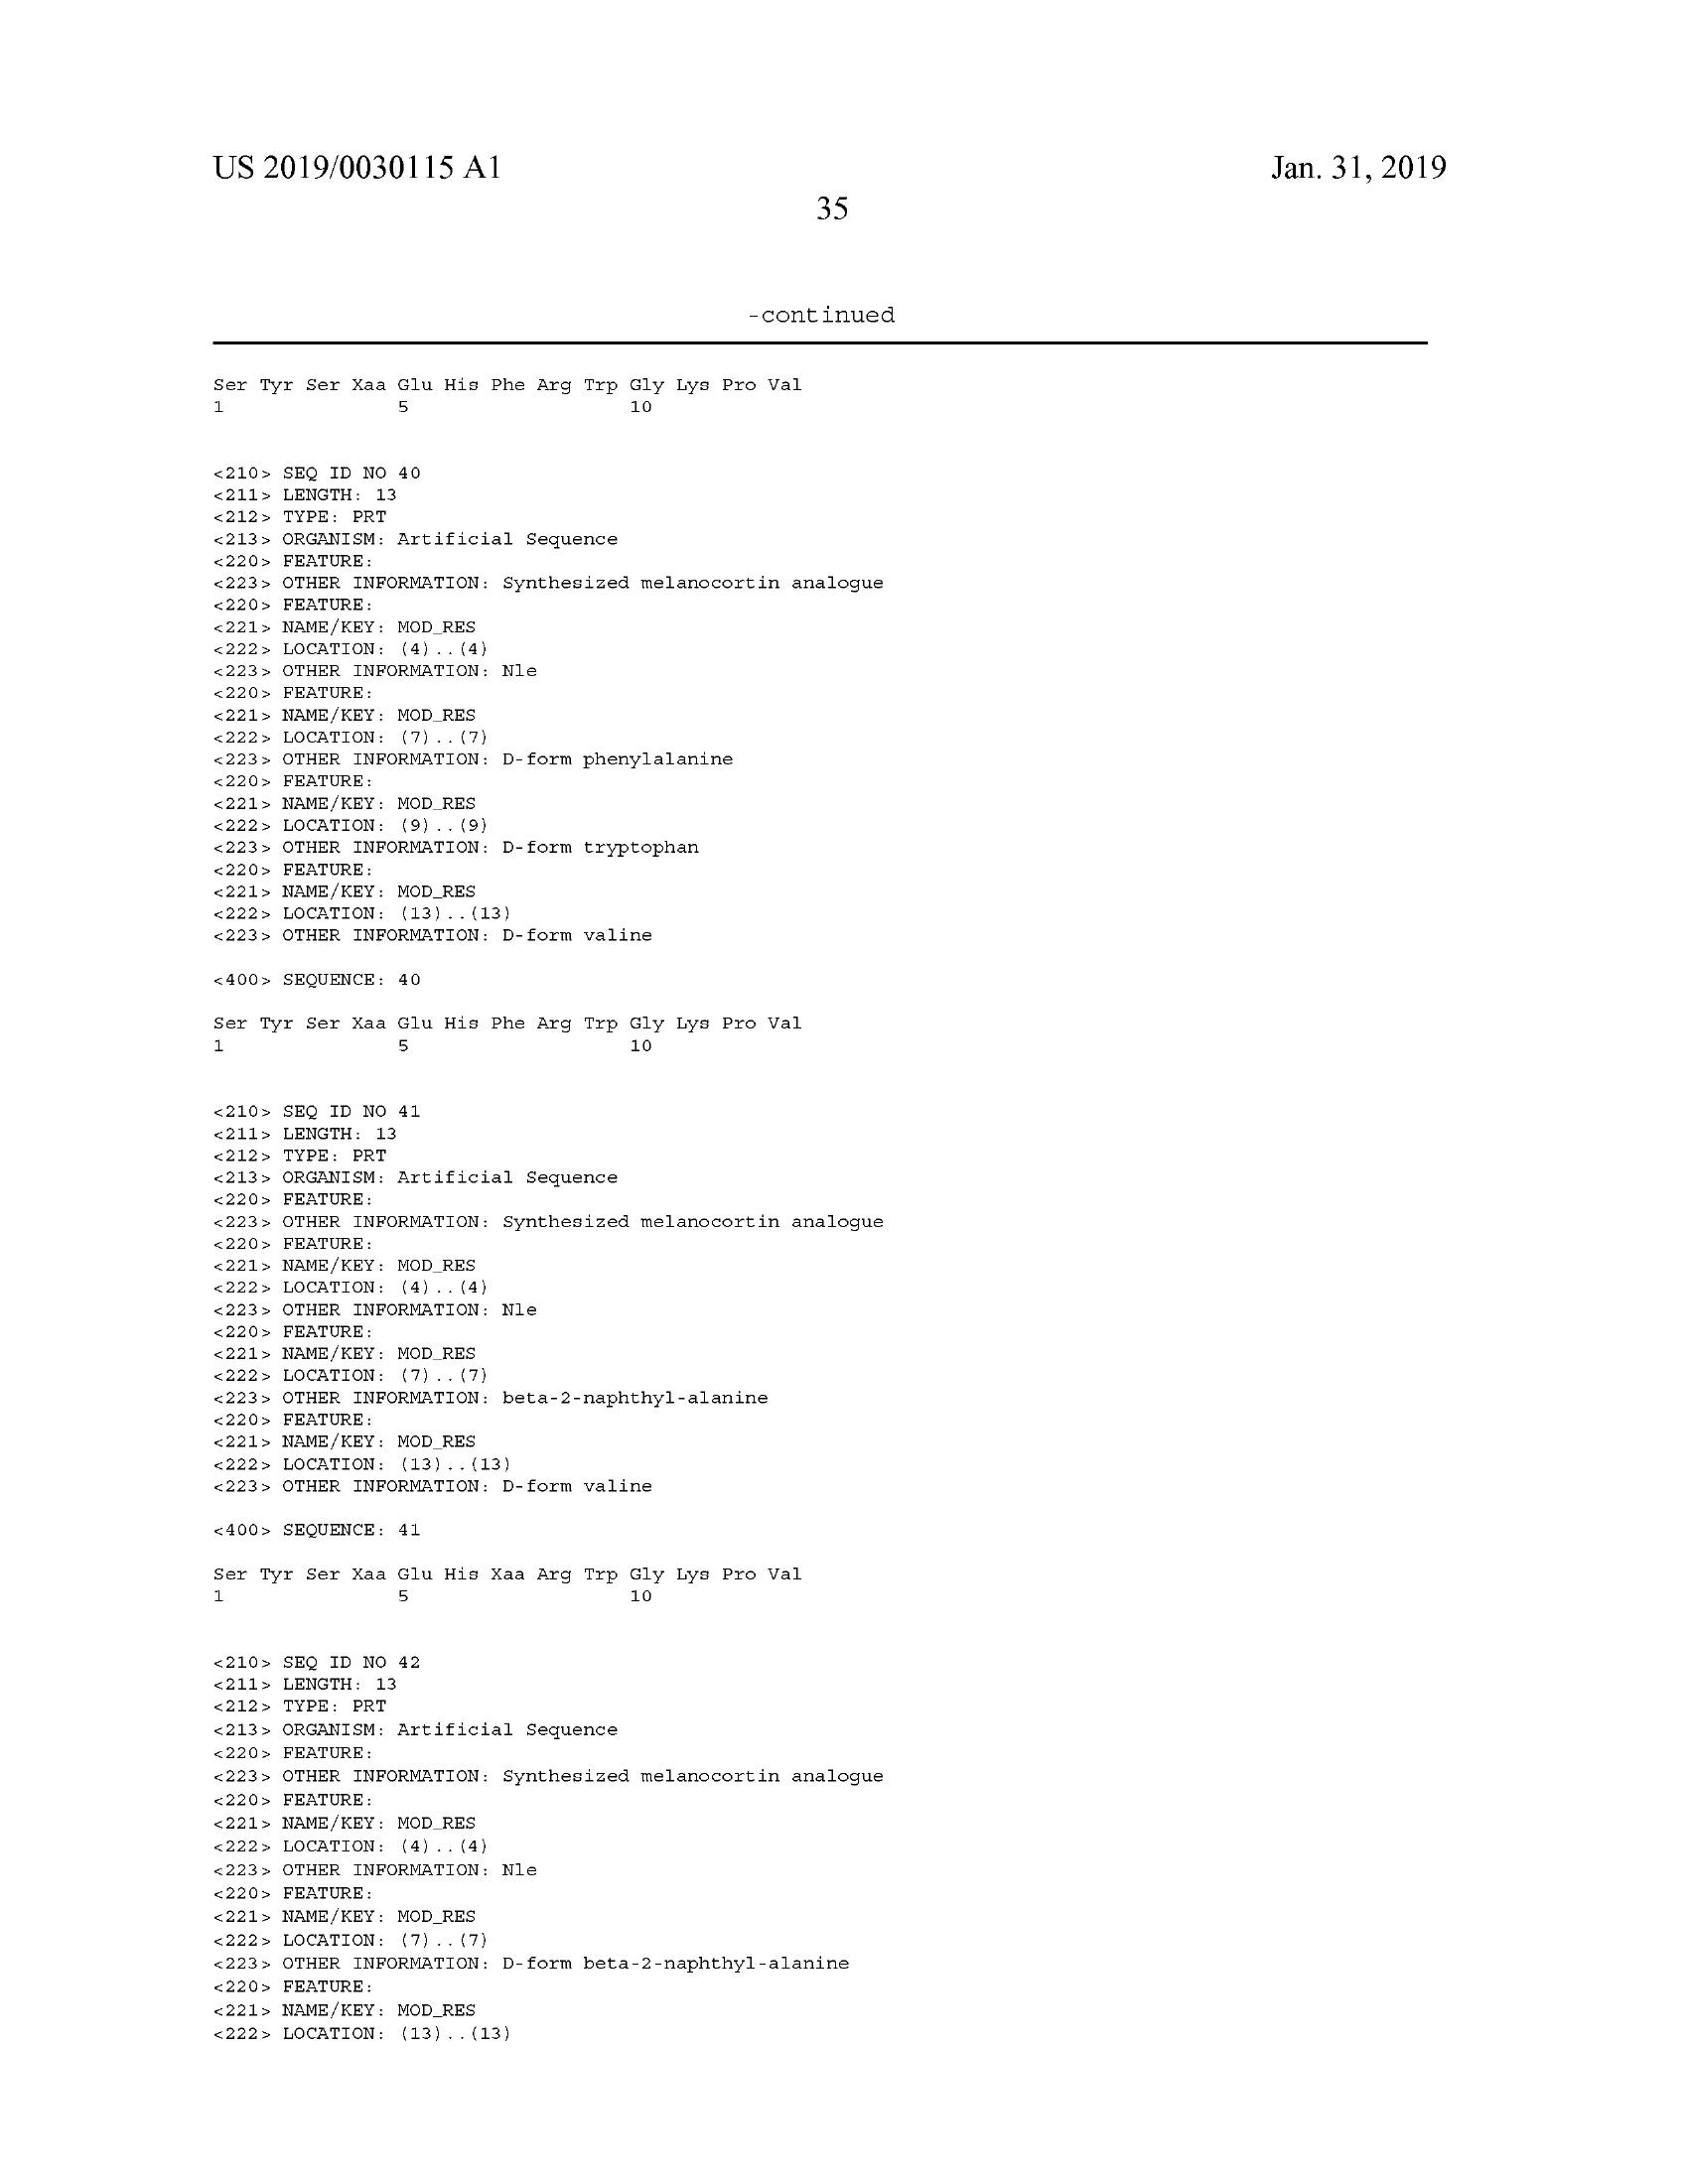 US 2019/0030115 A1
Jan. 31, 2019
35
-continued
Ser Tyr Ser Xaa Glu His Phe Arg Trp Gly Lys Pro Val
1 5 10
<210> SEQ ID NO 40
<211> LENGTH: 13
<212> TYPE: PRT
<213> ORGANISM: Artificial Sequence
<220> FEATURE:
<223> OTHER INFORMATION: Synthesized melanocortin analogue
<220> FEATURE:
<221> NAME/KEY: MOD_RES
<222> LOCATION: (4)..(4)
<223> OTHER INFORMATION: Nle
<220> FEATURE:
<221> NAME/KEY: MOD_RES
<222> LOCATION: (7)..(7)
<223> OTHER INFORMATION: D-form phenylalanine
<220> FEATURE:
<221> NAME/KEY: MOD_RES
<222> LOCATION: (9)..(9)
<223> OTHER INFORMATION: D-form tryptophan
<220> FEATURE:
<221> NAME/KEY: MOD_RES
<222> LOCATION: (13)..(13)
<223> OTHER INFORMATION: D-form valine
<400> SEQUENCE: 40
Ser Tyr Ser Xaa Glu His Phe Arg Trp Gly Lys Pro Val
1 5 10
<210> SEQ ID NO 41
<211> LENGTH: 13
<212> TYPE: PRT
<213> ORGANISM: Artificial Sequence
<220> FEATURE:
<223> OTHER INFORMATION: Synthesized melanocortin analogue
<220> FEATURE:
<221> NAME/KEY: MOD_RES
<222> LOCATION: (4)..(4)
<223> OTHER INFORMATION: Nle
<220> FEATURE:
<221> NAME/KEY: MOD_RES
<222> LOCATION: (7)..(7)
<223> OTHER INFORMATION: beta-2-naphthyl-alanine
<220> FEATURE:
<221> NAME/KEY: MOD_RES
<222> LOCATION: (13)..(13)
<223> OTHER INFORMATION: D-form valine
<400> SEQUENCE: 41
Ser Tyr Ser Xaa Glu His Xaa Arg Trp Gly Lys Pro Val
1 5 10
<210> SEQ ID NO 42
<211> LENGTH: 13
<212> TYPE: PRT
<213> ORGANISM: Artificial Sequence
<220> FEATURE:
<223> OTHER INFORMATION: Synthesized melanocortin analogue
<220> FEATURE:
<221> NAME/KEY: MOD_RES
<222> LOCATION: (4)..(4)
<223> OTHER INFORMATION: Nle
<220> FEATURE:
<221> NAME/KEY: MOD_RES
<222> LOCATION: (7)..(7)
<223> OTHER INFORMATION: D-form beta-2-naphthyl-alanine
<220> FEATURE:
<221> NAME/KEY: MOD_RES
<222> LOCATION: (13)..(13)